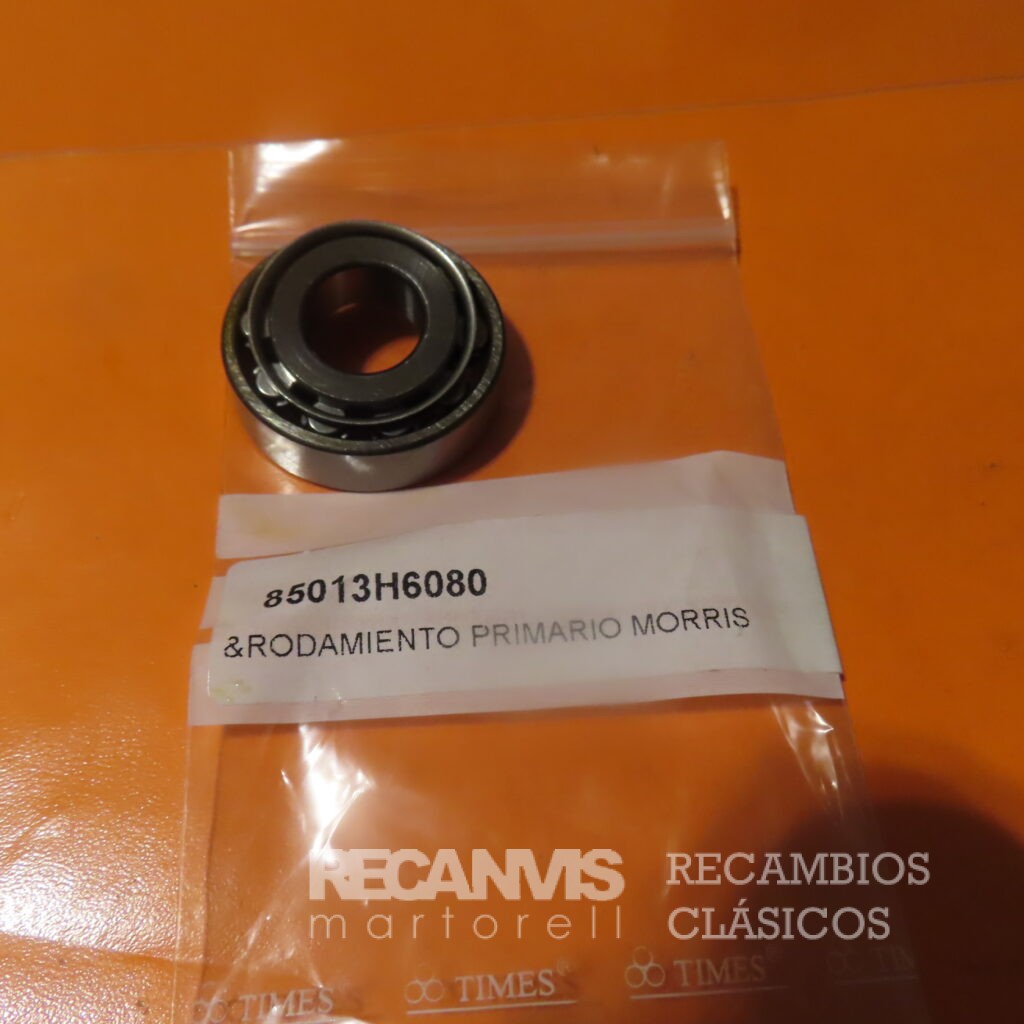 85013H6080
&RODAMIENTO PRIMARIO MORRIS
RECANVIS
martorell
RECAMBIOS
CLÁSICOS
TIMES® TIMES® TIMES®